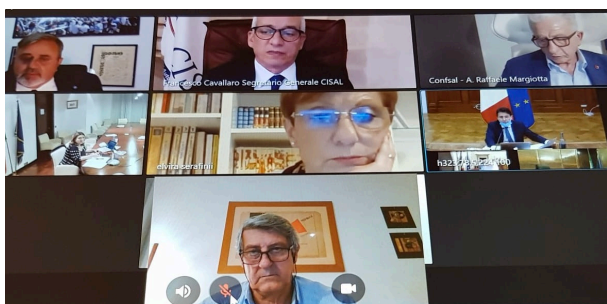 Francesco Cavallaro Segretario Generale CISAL
Confsal - A. Raffaele Margiotta
elvira serafini